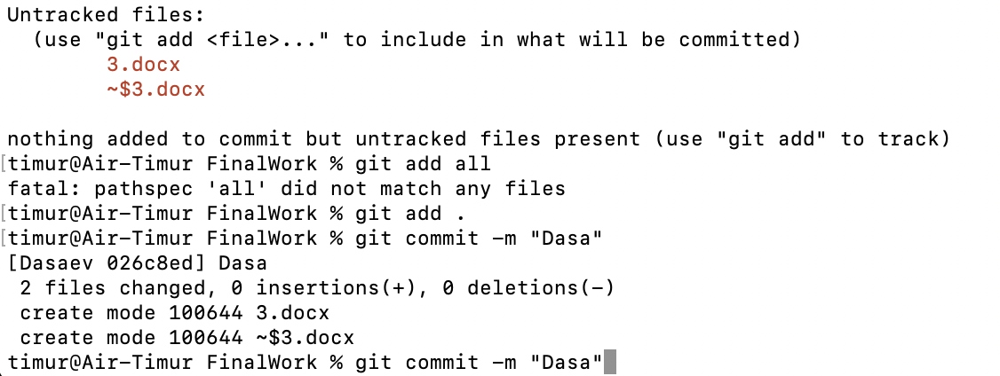 Untracked files:
(use "git add <file>..." to include in what will be committed)
3.docx
~$3.docx
nothing added to commit but untracked files present (use "git add" to track)
[timur@Air-Timur FinalWork % git add all
fatal: pathspec 'all' did not match any files
[timur@Air-Timur FinalWork % git add .
[timur@Air-Timur FinalWork % git commit -m "Dasa"
[Dasaev 026c8ed] Dasa
2 files changed, 0 insertions(+), 0 deletions(-)
create mode 100644 3.docx
create mode 100644 ~$3.docx
timur@Air-Timur FinalWork % git commit -m "Dasa"